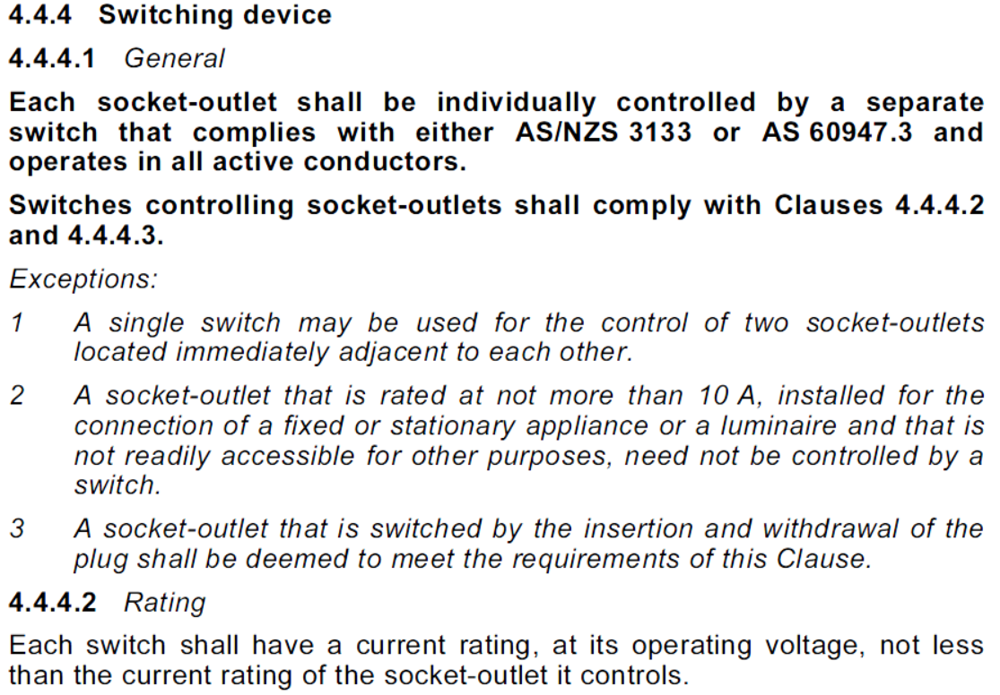 4.4.4 Switching device
4.4.4.1 General
Each socket-outlet shall be individually controlled by a separate
switch that complies with either AS/NZS 3133 or AS 60947.3 and
operates in all active conductors.
Switches controlling socket-outlets shall comply with Clauses 4.4.4.2
and 4.4.4.3.
Exceptions:
1 A single switch may be used for the control of two socket-outlets
located immediately adjacent to each other.
2 A socket-outlet that is rated at not more than 10 A, installed for the
connection of a fixed or stationary appliance or a luminaire and that is
not readily accessible for other purposes, need not be controlled by a
switch.
3 A socket-outlet that is switched by the insertion and withdrawal of the
plug shall be deemed to meet the requirements of this Clause.
4.4.4.2 Rating
Each switch shall have a current rating, at its operating voltage, not less
than the current rating of the socket-outlet it controls.